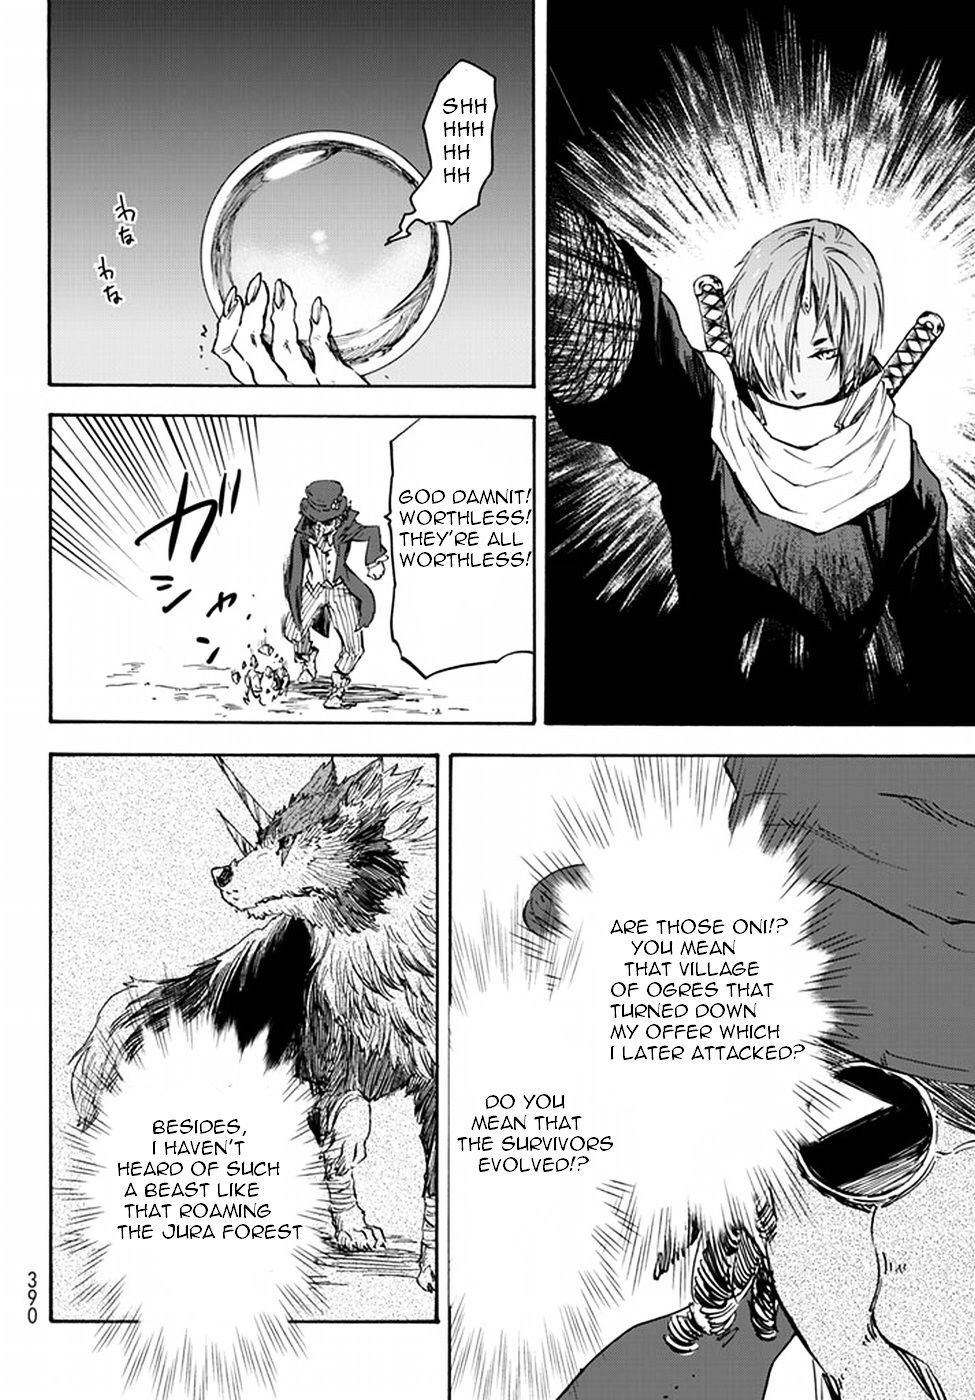 SHH
HHH
HH
HH
わな
わな
GOD DAMNIT!
WORTHLESS!
THEY'RE ALL
WORTHLESS!
ガシャッ
ARE THOSE ONI!?
YOU MEAN
THAT VILLAGE
OF OGRES THAT
TURNED DOWN
MY OFFER WHICH
I LATER ATTACKED?
DO YOU
MEAN THAT
THE SURVIVORS
EVOLVED!?
BESIDES,
I HAVEN'T
HEARD OF SUCH
A BEAST LIKE
THAT ROAMING
THE JURA FOREST
390